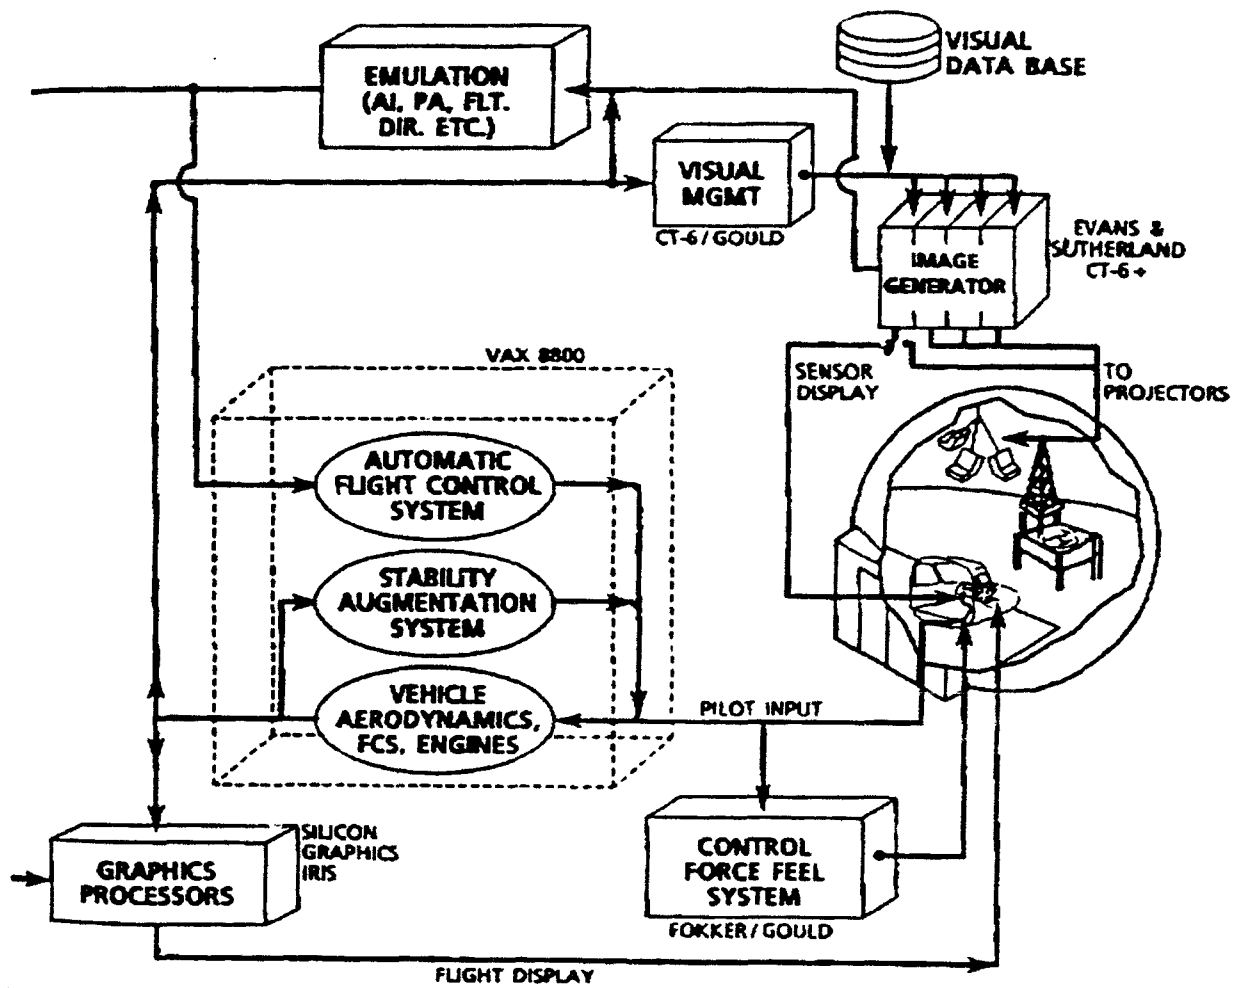 EMULATION
(AI, PA, FLT.
DIR. ETC.)
VISUAL
DATA BASE
VISUAL
MGMT
CT-6 / GOULD
IMAGE
GENERATOR
EVANS &
SUTHERLAND
CT-6 +
VAX 8800
SENSOR
DISPLAY
TO
PROJECTORS
AUTOMATIC
FLIGHT CONTROL
SYSTEM
STABILITY
AUGMENTATION
SYSTEM
VEHICLE
AERODYNAMICS,
FCS, ENGINES
PILOT INPUT
GRAPHICS
PROCESSORS
SILICON
GRAPHICS
IRIS
CONTROL
FORCE FEEL
SYSTEM
FOKKER / GOULD
FLIGHT DISPLAY